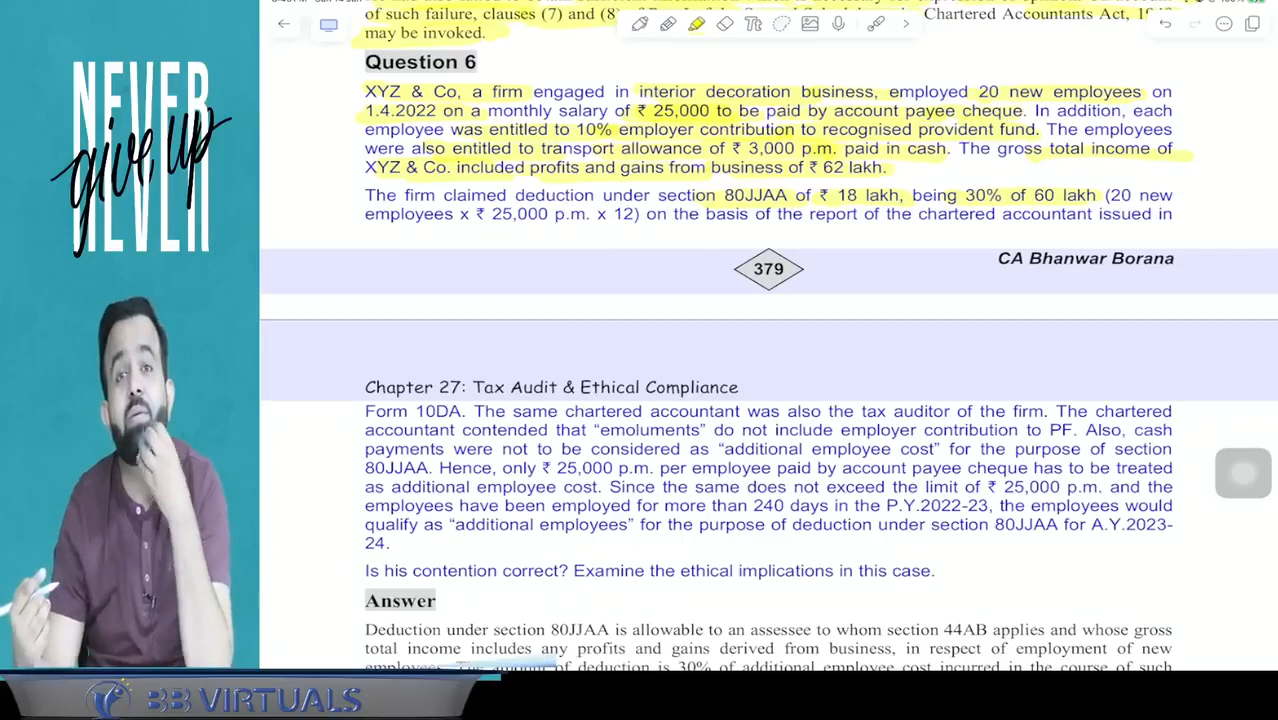 of such failure, clauses (7) and (8)
Chartered Accountants Act,
may be invoked.
Question 6
XYZ & Co, a firm engaged in interior decoration business, employed 20 new employees on
1.4.2022 on a monthly salary of ₹ 25,000 to be paid by account payee cheque. In addition, each
employee was entitled to 10% employer contribution to recognised provident fund. The employees
were also entitled to transport allowance of ₹ 3,000 p.m. paid in cash. The gross total income of
XYZ & Co. included profits and gains from business of ₹ 62 lakh.
The firm claimed deduction under section 80JJAA of ₹ 18 lakh, being 30% of 60 lakh (20 new
employees x ₹ 25,000 p.m. x 12) on the basis of the report of the chartered accountant issued in
379
CA Bhanwar Borana
Chapter 27: Tax Audit & Ethical Compliance
Form 10DA. The same chartered accountant was also the tax auditor of the firm. The chartered
accountant contended that “emoluments” do not include employer contribution to PF. Also, cash
payments were not to be considered as “additional employee cost” for the purpose of section
80JJAA. Hence, only ₹ 25,000 p.m. per employee paid by account payee cheque has to be treated
as additional employee cost. Since the same does not exceed the limit of ₹ 25,000 p.m. and the
employees have been employed for more than 240 days in the P.Y.2022-23, the employees would
qualify as “additional employees” for the purpose of deduction under section 80JJAA for A.Y.2023-
24.
Is his contention correct? Examine the ethical implications in this case.
Answer
Deduction under section 80JJAA is allowable to an assessee to whom section 44AB applies and whose gross
total income includes any profits and gains derived from business, in respect of employment of new
of deduction is 30% of additional employee cost incurred in the course of such
NEVER
give up
NEVER
BB VIRTUALS